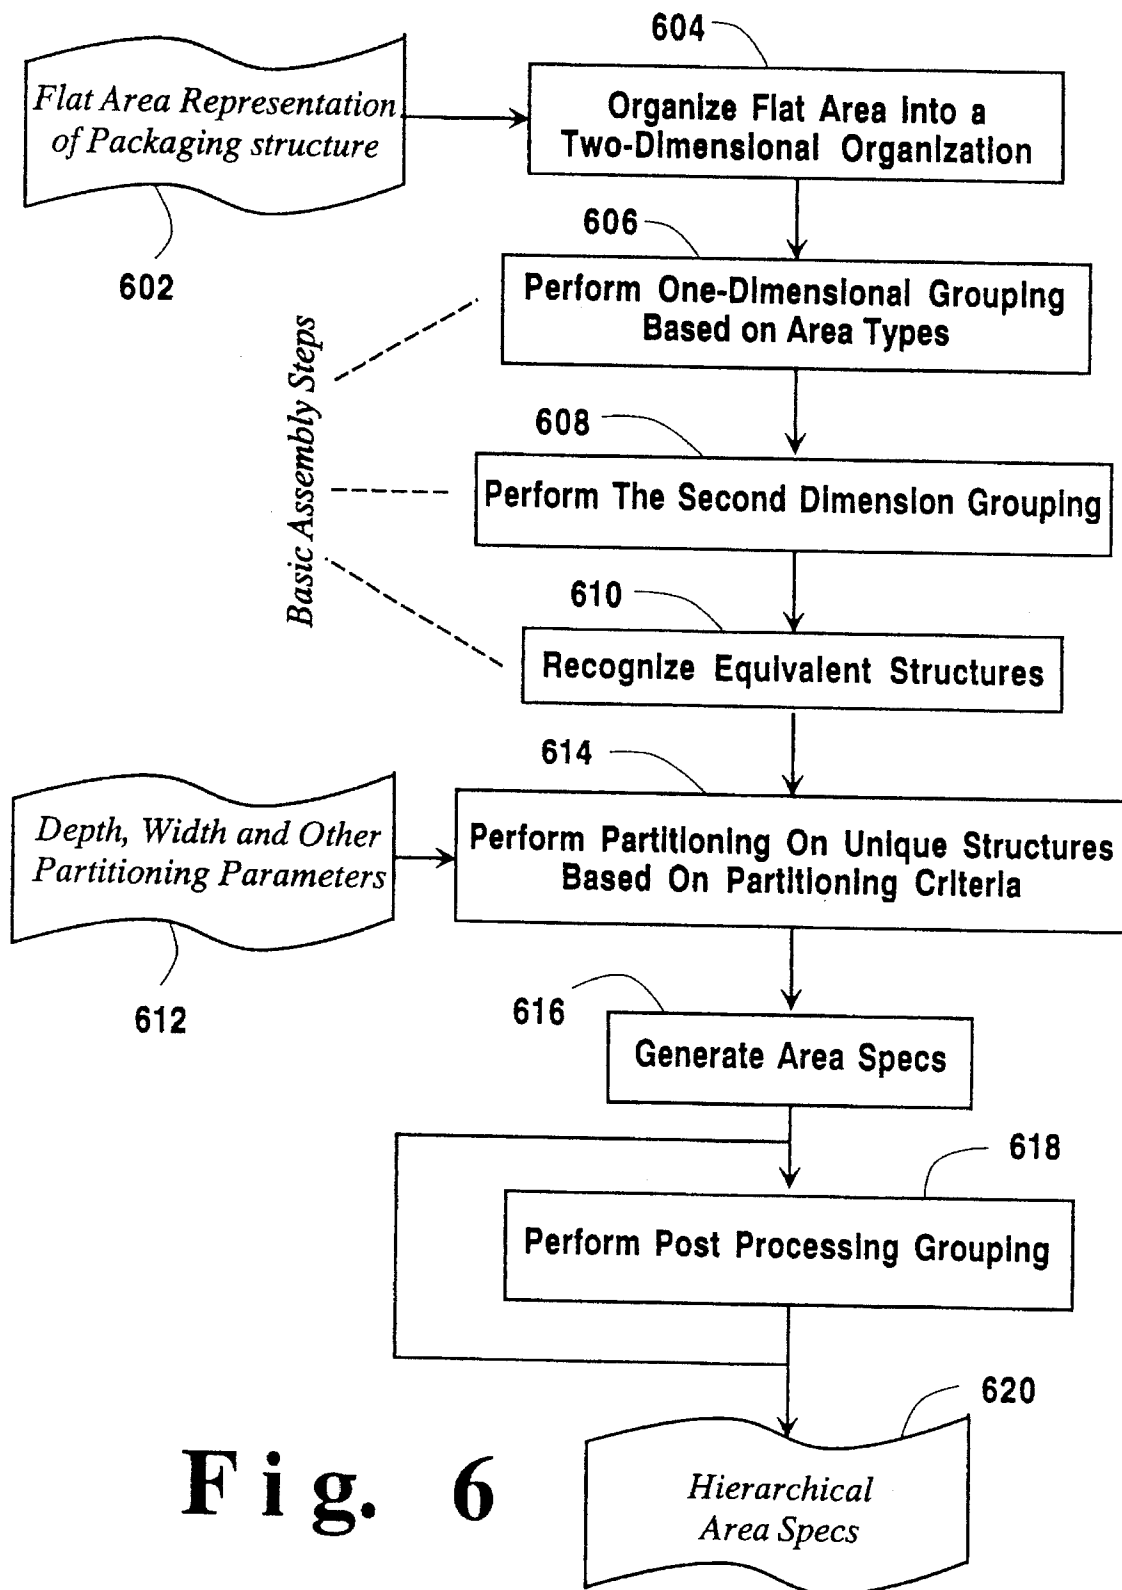 604
Flat Area Representation
of Packaging structure
Organize Flat Area into a
Two-Dimensional Organization
602
606
Perform One-Dimensional Grouping
Based on Area Types
Basic Assembly Steps
608
Perform The Second Dimension Grouping
610
Recognize Equivalent Structures
614
Depth, Width and Other
Partitioning Parameters
Perform Partitioning On Unique Structures
Based On Partitioning Criteria
612
616
Generate Area Specs
618
Perform Post Processing Grouping
620
Hierarchical
Area Specs
Fig. 6